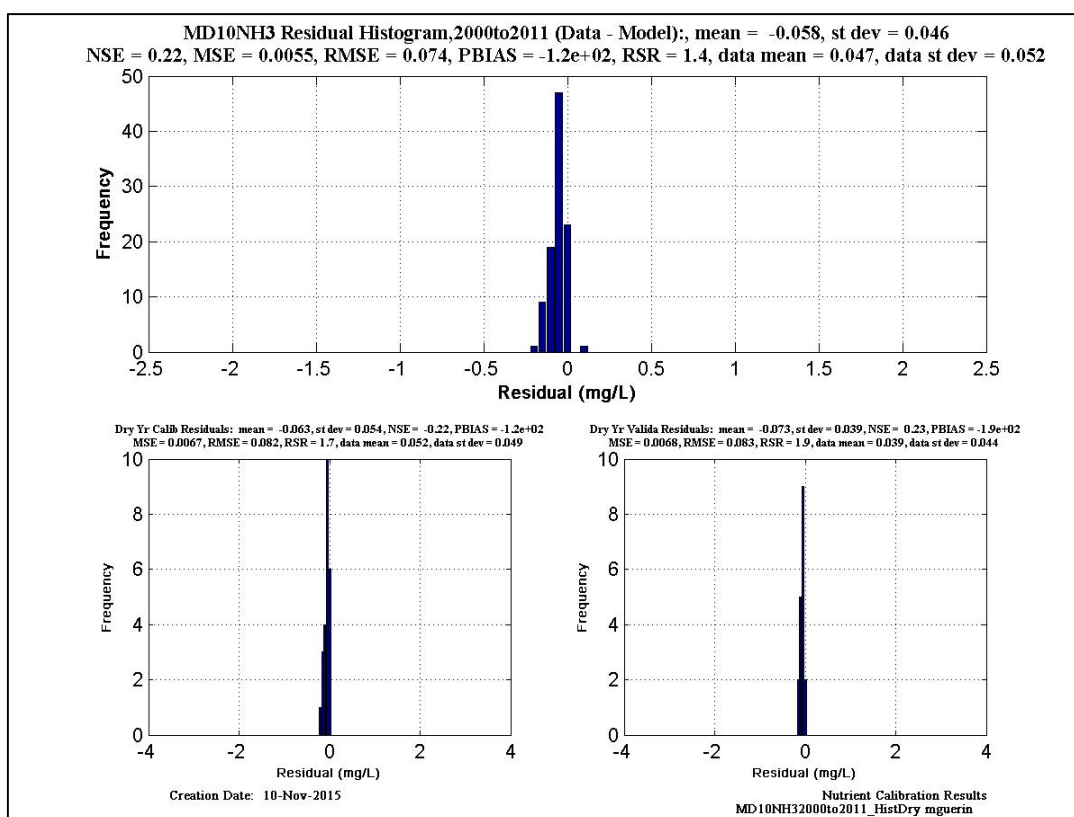 MD10NH3 Residual Histogram,2000to2011 (Data - Model):, mean = -0.058, st dev = 0.046
NSE = 0.22, MSE = 0.0055, RMSE = 0.074, PBIAS = -1.2e+02, RSR = 1.4, data mean = 0.047, data st dev = 0.052
50
40
30
20
10
0
Frequency
-2.5 -2 -1.5 -1 -0.5 0 0.5 1 1.5 2 2.5
Residual (mg/L)
Dry Yr Calib Residuals: mean = -0.063, st dev = 0.054, NSE = -0.22, PBIAS = -1.2e+02
MSE = 0.0067, RMSE = 0.082, RSR = 1.7, data mean = 0.052, data st dev = 0.049
10
8
6
4
2
0
Frequency
-4 -2 0 2 4
Residual (mg/L)
Dry Yr Valida Residuals: mean = -0.073, st dev = 0.039, NSE = 0.23, PBIAS = -1.9e+02
MSE = 0.0068, RMSE = 0.083, RSR = 1.9, data mean = 0.039, data st dev = 0.044
10
8
6
4
2
0
Frequency
-4 -2 0 2 4
Residual (mg/L)
Creation Date: 10-Nov-2015
Nutrient Calibration Results
MD10NH32000to2011_HistDry mguerin